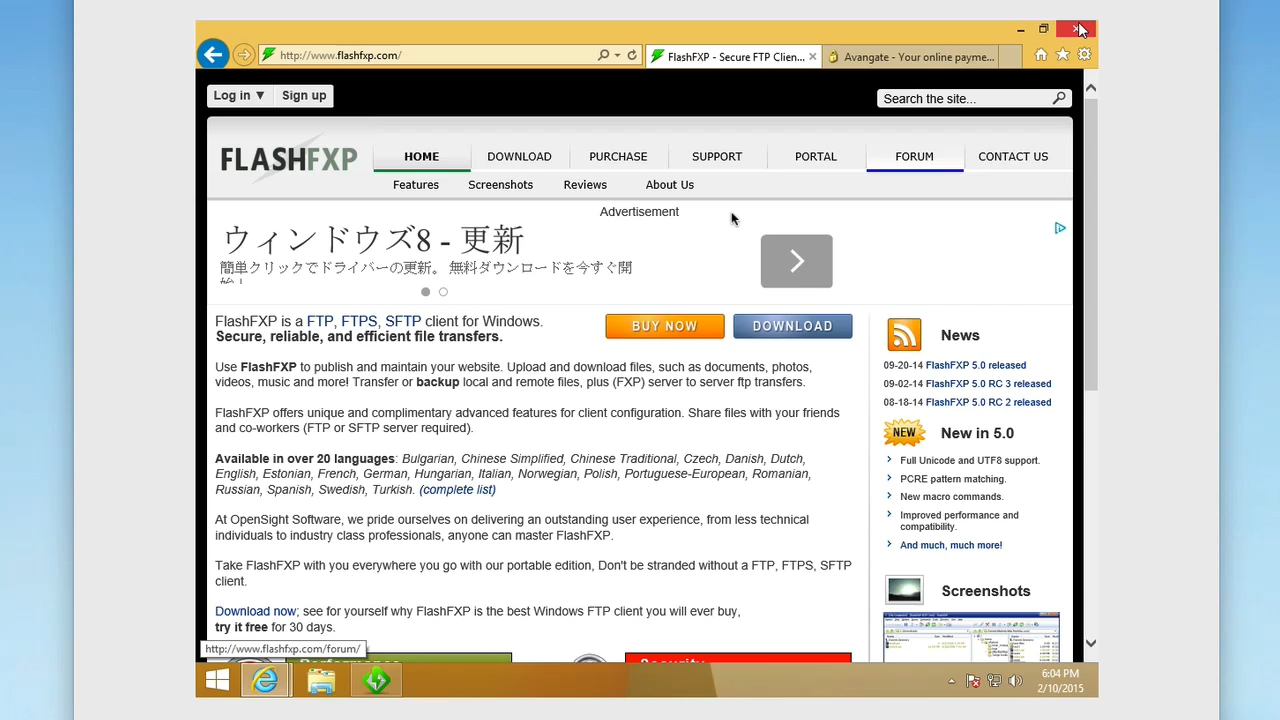 http://www.flashfxp.com/
FlashFXP - Secure FTP Clien...
Avangate - Your online payme...
Log in ▼
Sign up
Search the site...
FLASHFXP
HOME
DOWNLOAD
PURCHASE
SUPPORT
PORTAL
FORUM
CONTACT US
Features
Screenshots
Reviews
About Us
Advertisement
ウィンドウズ8 - 更新
簡単クリックでドライバーの更新。 無料ダウンロードを今すぐ開
FlashFXP is a FTP, FTPS, SFTP client for Windows.
Secure, reliable, and efficient file transfers.
BUY NOW
DOWNLOAD
Use FlashFXP to publish and maintain your website. Upload and download files, such as documents, photos,
videos, music and more! Transfer or backup local and remote files, plus (FXP) server to server ftp transfers.
FlashFXP offers unique and complimentary advanced features for client configuration. Share files with your friends
and co-workers (FTP or SFTP server required).
Available in over 20 languages: Bulgarian, Chinese Simplified, Chinese Traditional, Czech, Danish, Dutch,
English, Estonian, French, German, Hungarian, Italian, Norwegian, Polish, Portuguese-European, Romanian,
Russian, Spanish, Swedish, Turkish. (complete list)
At OpenSight Software, we pride ourselves on delivering an outstanding user experience, from less technical
individuals to industry class professionals, anyone can master FlashFXP.
Take FlashFXP with you everywhere you go with our portable edition, Don't be stranded without a FTP, FTPS, SFTP
client.
Download now; see for yourself why FlashFXP is the best Windows FTP client you will ever buy,
try it free for 30 days.
News
09-20-14 FlashFXP 5.0 released
09-02-14 FlashFXP 5.0 RC 3 released
08-18-14 FlashFXP 5.0 RC 2 released
NEW
New in 5.0
Full Unicode and UTF8 support.
PCRE pattern matching.
New macro commands.
Improved performance and
compatibility.
And much, much more!
Screenshots
http://www.flashfxp.com/forum/
6:04 PM
2/10/2015